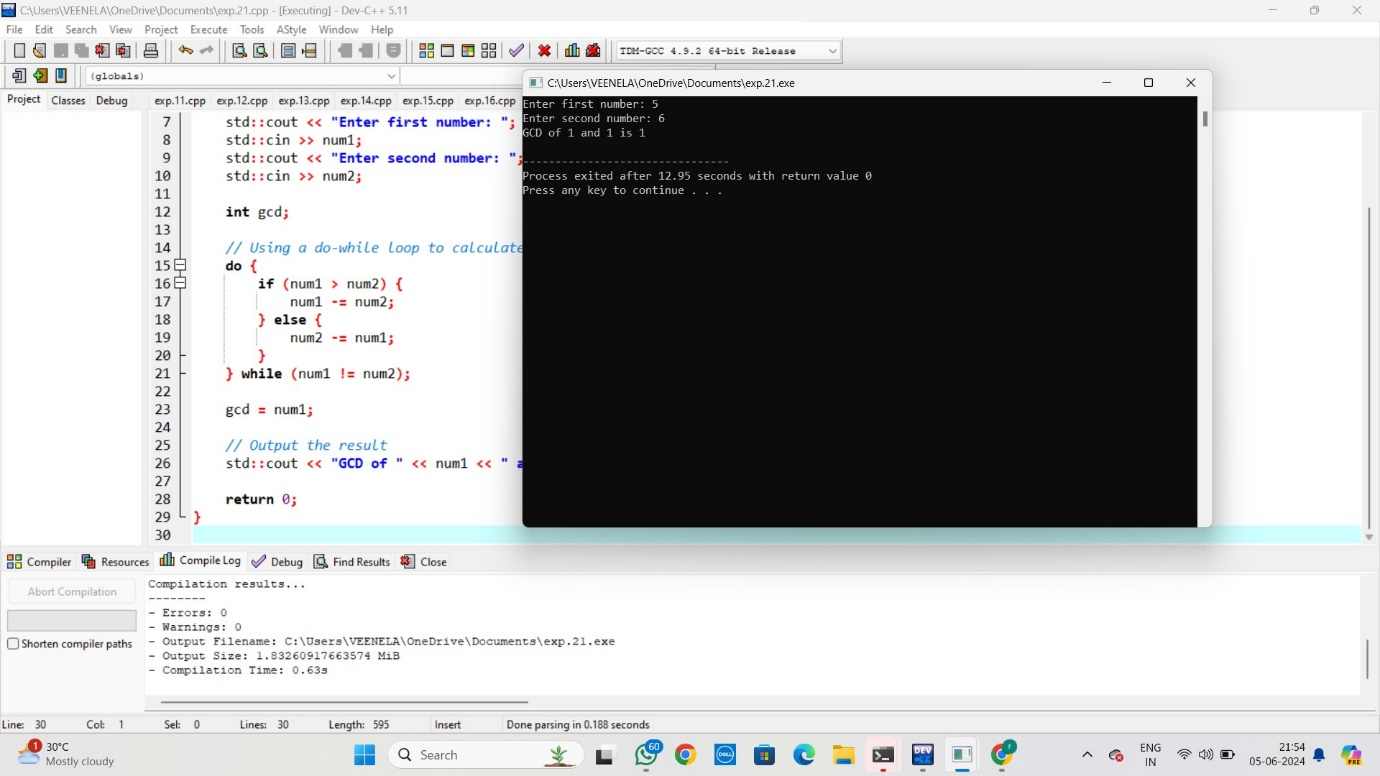 C:\Users\VEENELA\OneDrive\Documents\exp.21.cpp - [Executing] - Dev-C++ 5.11
File Edit Search View Project Execute Tools AStyle Window Help
TDM-GCC 4.9.2 64-bit Release
(globals)
Project Classes Debug
exp.11.cpp exp.12.cpp exp.13.cpp exp.14.cpp exp.15.cpp exp.16.cpp
7 std::cout << "Enter first number: ";
8 std::cin >> num1;
9 std::cout << "Enter second number: ";
10 std::cin >> num2;
11
12 int gcd;
13
14 // Using a do-while loop to calculate
15 do {
16 if (num1 > num2) {
17 num1 -= num2;
18 } else {
19 num2 -= num1;
20 }
21 } while (num1 != num2);
22
23 gcd = num1;
24
25 // Output the result
26 std::cout << "GCD of " << num1 << " a
27
28 return 0;
29 }
30
C:\Users\VEENELA\OneDrive\Documents\exp.21.exe
Enter first number: 5
Enter second number: 6
GCD of 1 and 1 is 1
--------------------------------
Process exited after 12.95 seconds with return value 0
Press any key to continue . . .
Compiler Resources Compile Log Debug Find Results Close
Abort Compilation
Shorten compiler paths
Compilation results...
--------
- Errors: 0
- Warnings: 0
- Output Filename: C:\Users\VEENELA\OneDrive\Documents\exp.21.exe
- Output Size: 1.83260917663574 MiB
- Compilation Time: 0.63s
Line: 30 Col: 1 Sel: 0 Lines: 30 Length: 595 Insert Done parsing in 0.188 seconds
1
30°C
Mostly cloudy
Search
60
DELL
DEV
ENG
IN
21:54
05-06-2024
PRE